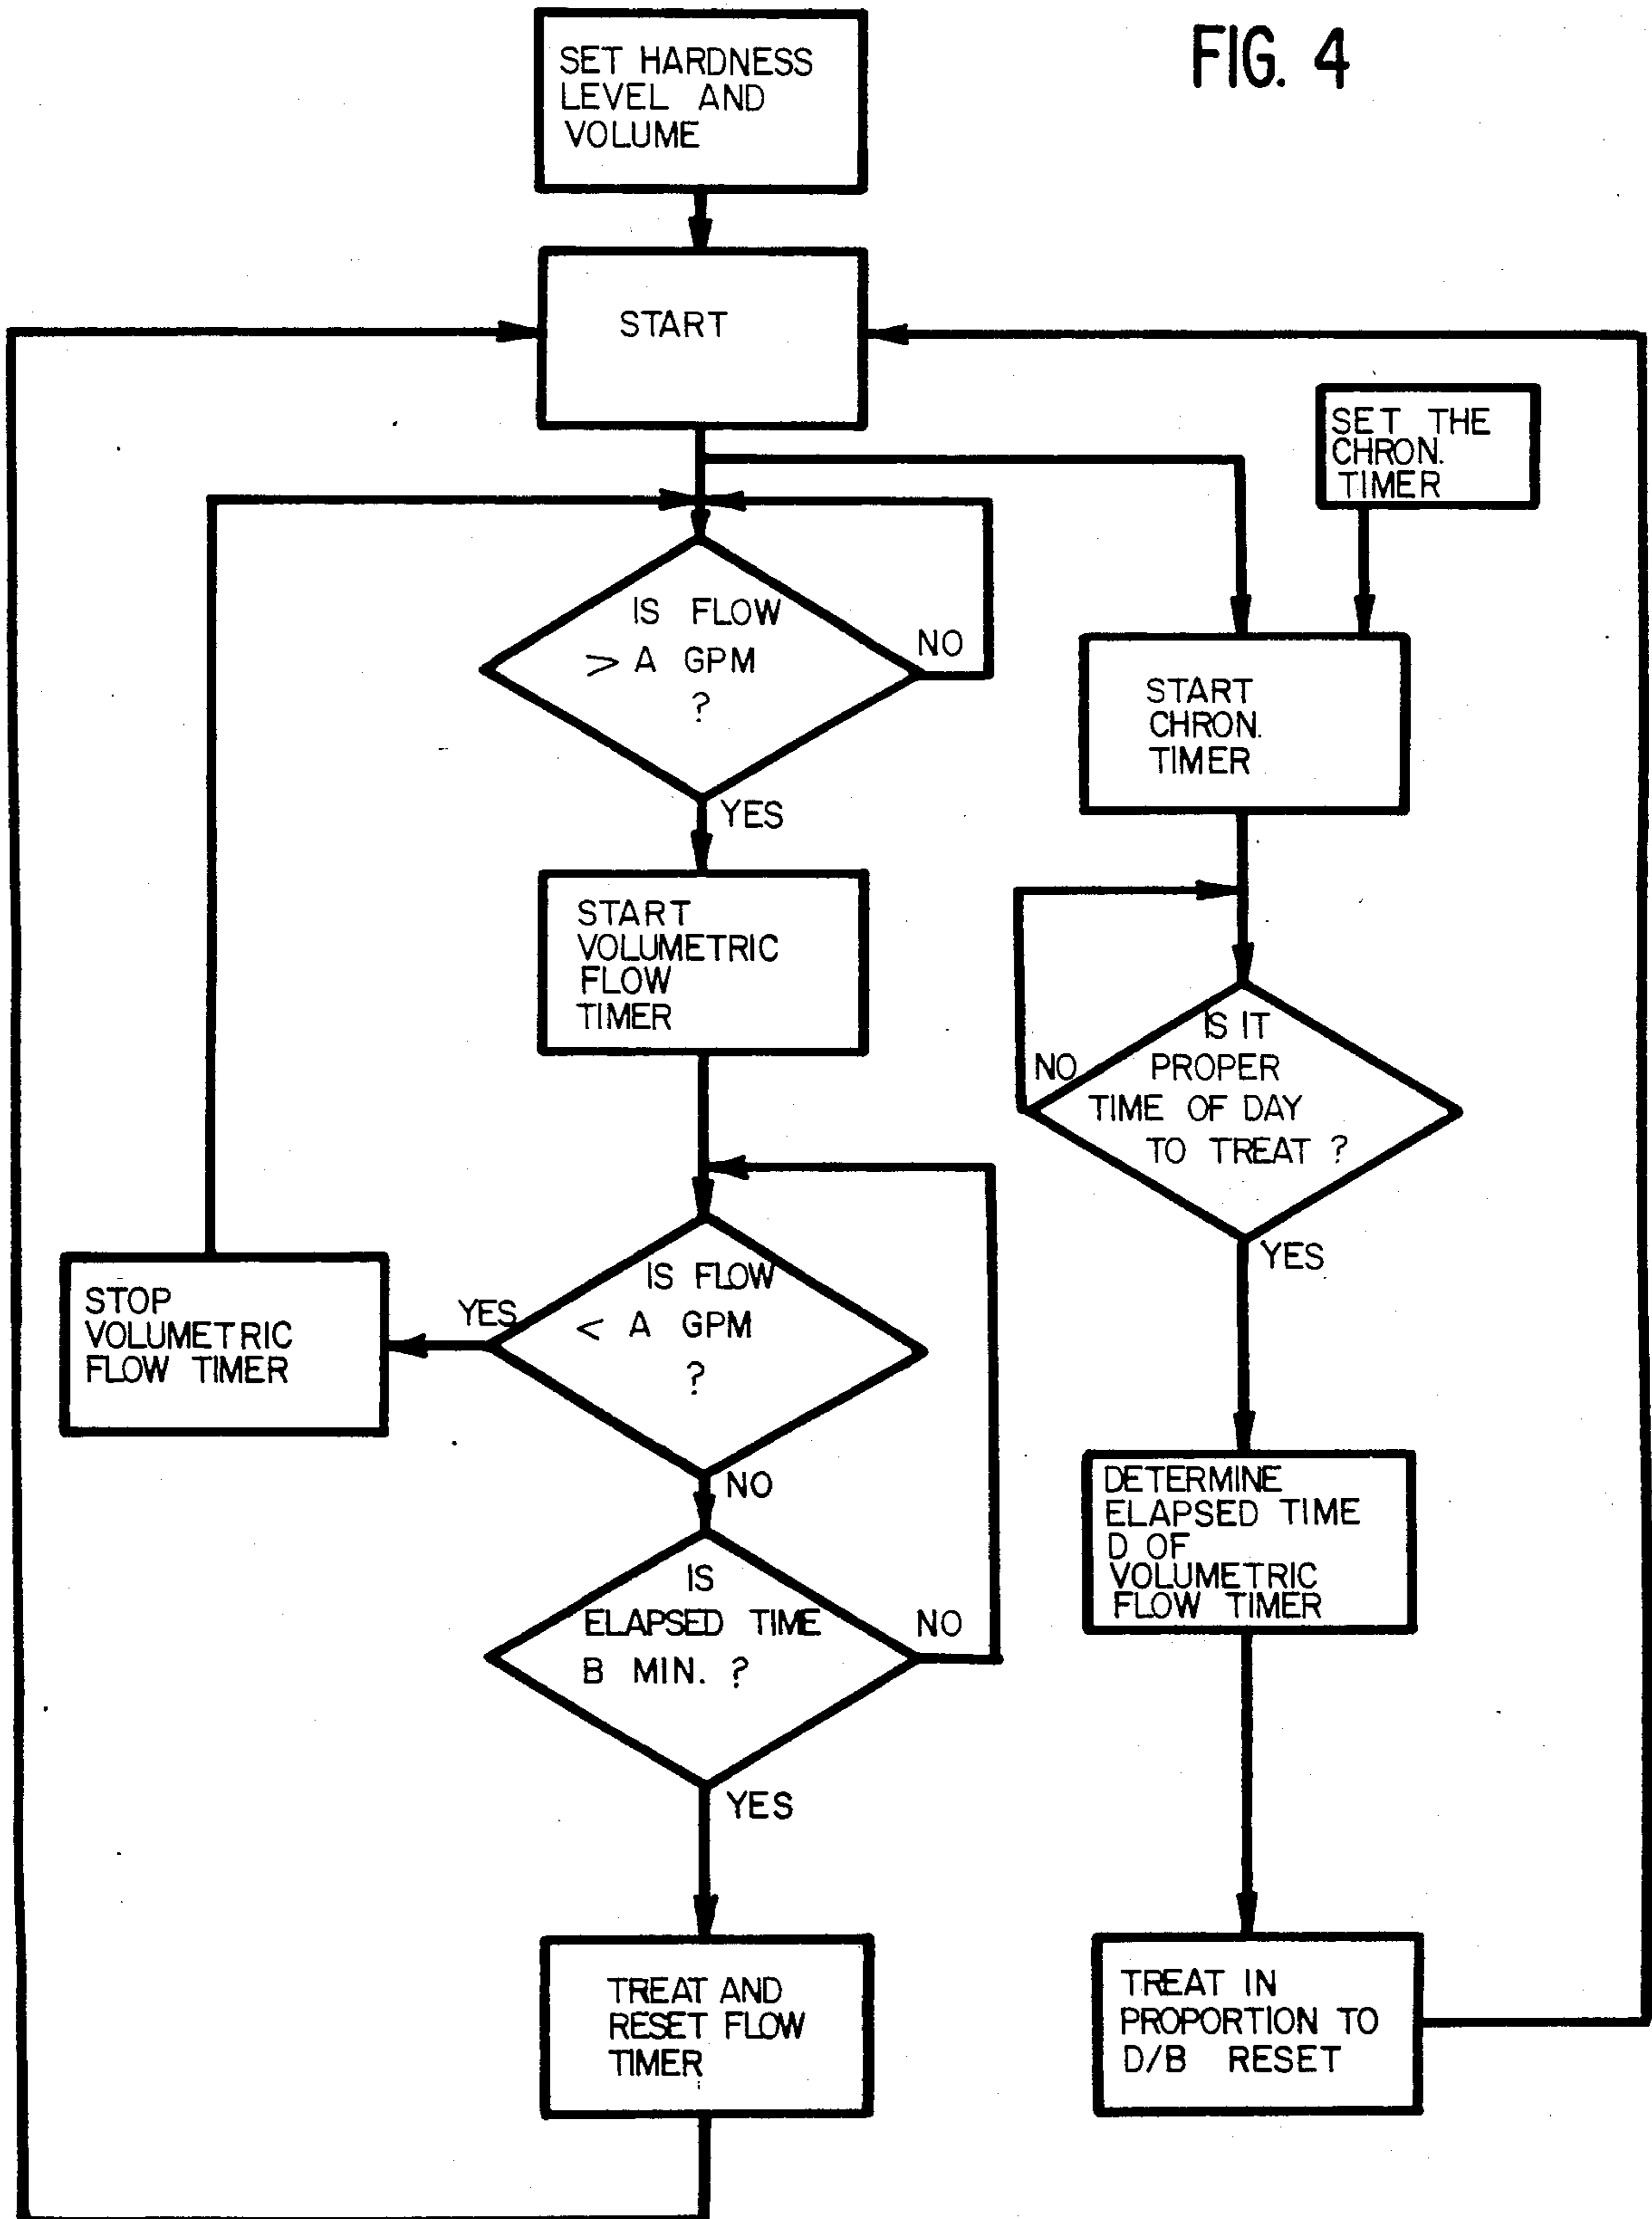 FIG. 4
SET HARDNESS
LEVEL AND
VOLUME
START
SET THE
CHRON.
TIMER
IS FLOW
> A GPM
?
NO
YES
START
CHRON.
TIMER
START
VOLUMETRIC
FLOW
TIMER
IS IT
PROPER
TIME OF DAY
TO TREAT ?
NO
YES
IS FLOW
< A GPM
?
YES
NO
STOP
VOLUMETRIC
FLOW TIMER
DETERMINE
ELAPSED TIME
D OF
VOLUMETRIC
FLOW TIMER
IS
ELAPSED TIME
B MIN. ?
NO
YES
TREAT AND
RESET FLOW
TIMER
TREAT IN
PROPORTION TO
D/B RESET